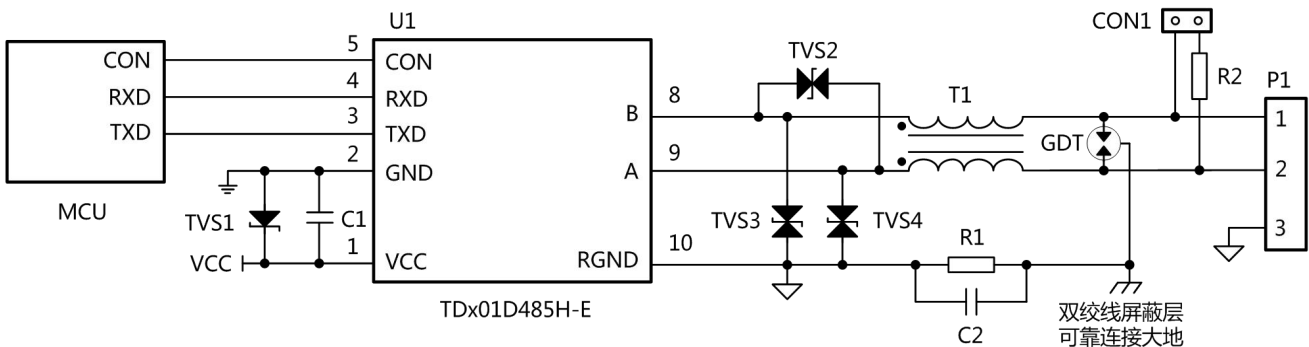 U1
CON1
CON
5
CON
TVS2
R2
P1
RXD
4
RXD
8
B
T1
1
TXD
3
TXD
GDT
2
GND
9
A
2
MCU
TVS1
C1
TVS3
TVS4
R1
3
VCC
1
VCC
RGND
10
TDx01D485H-E
C2
双绞线屏蔽层
可靠连接大地